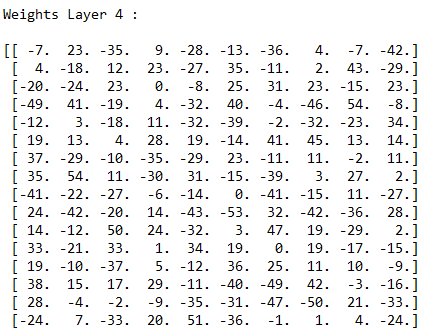 Weights Layer 4 :
[[ -7. 23. -35. 9. -28. -13. -36. 4. -7. -42.]
[ 4. -18. 12. 23. -27. 35. -11. 2. 43. -29.]
[-20. -24. 23. 0. -8. 25. 31. 23. -15. 23.]
[-49. 41. -19. 4. -32. 40. -4. -46. 54. -8.]
[-12. 3. -18. 11. -32. -39. -2. -32. -23. 34.]
[ 19. 13. 4. 28. 19. -14. 41. 45. 13. 14.]
[ 37. -29. -10. -35. -29. 23. -11. 11. -2. 11.]
[ 35. 54. 11. -30. 31. -15. -39. 3. 27. 2.]
[-41. -22. -27. -6. -14. 0. -41. -15. 11. -27.]
[ 24. -42. -20. 14. -43. -53. 32. -42. -36. 28.]
[ 14. -12. 50. 24. -32. 3. 47. 19. -29. 2.]
[ 33. -21. 33. 1. 34. 19. 0. 19. -17. -15.]
[ 19. -10. -37. 5. -12. 36. 25. 11. 10. -9.]
[ 38. 15. 17. 29. -11. -40. -49. 42. -3. -16.]
[ 28. -4. -2. -9. -35. -31. -47. -50. 21. -33.]
[-24. 7. -33. 20. 51. -36. -1. 1. 4. -24.]